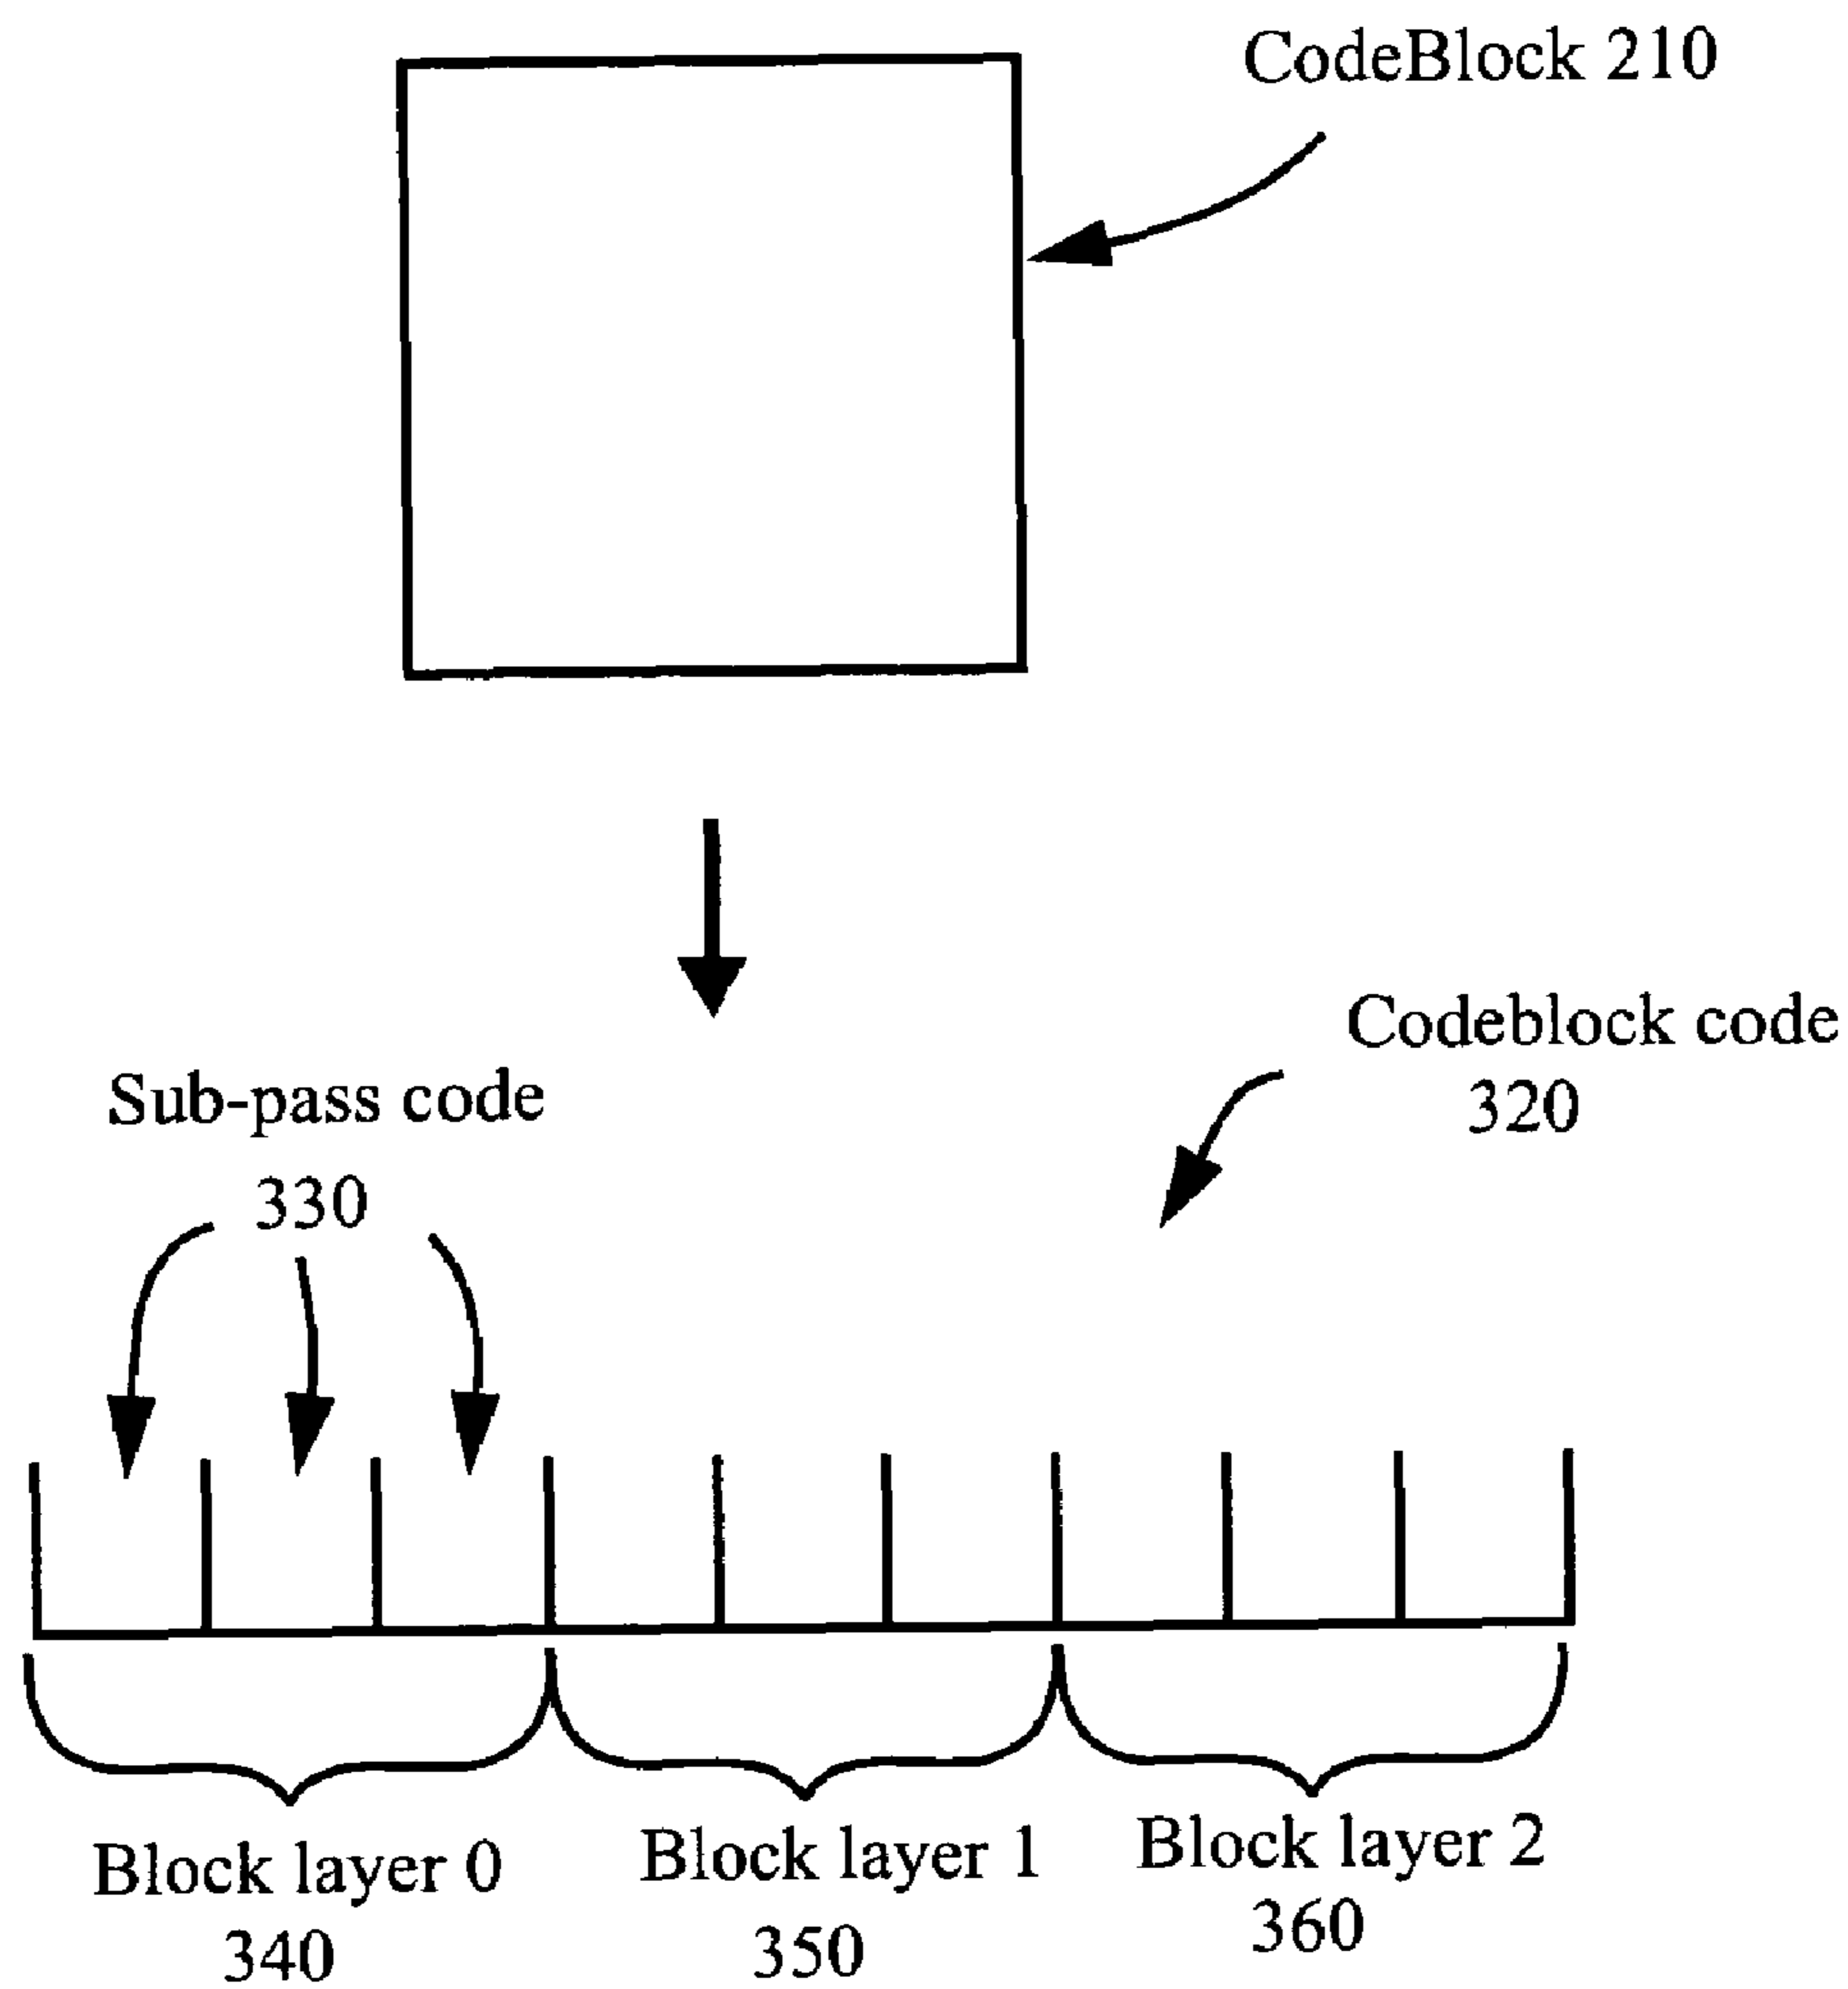 CodeBlock 210
Codeblock code
320
Sub-pass code
330
Block layer 0
340
Block layer 1
350
Block layer 2
360